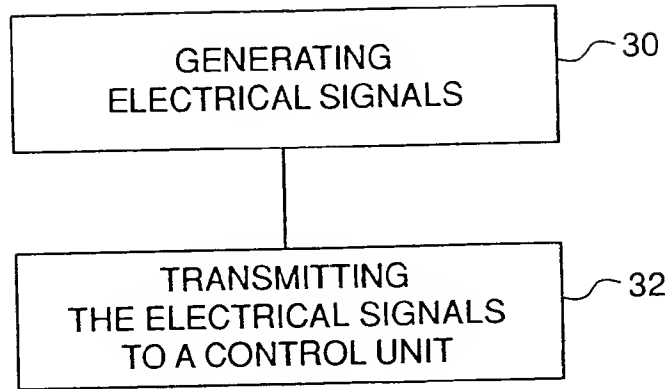 GENERATING
ELECTRICAL SIGNALS
30
TRANSMITTING
THE ELECTRICAL SIGNALS
TO A CONTROL UNIT
32